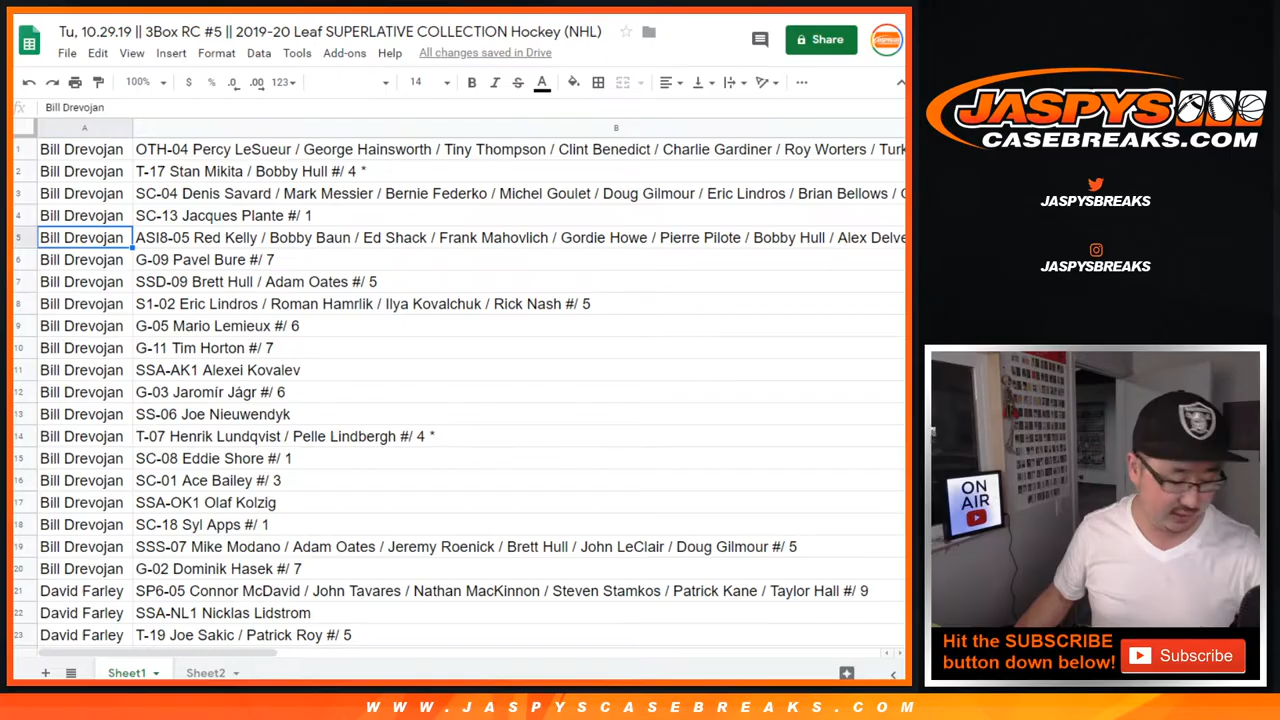 Tu, 10.29.19 || 3Box RC #5 || 2019-20 Leaf SUPERLATIVE COLLECTION Hockey (NHL)
File Edit View Insert Format Data Tools Add-ons Help All changes saved in Drive
Share
100% $ % .0 .00 123 14 B I S A
fx Bill Drevojan
A B
1 Bill Drevojan OTH-04 Percy LeSueur / George Hainsworth / Tiny Thompson / Clint Benedict / Charlie Gardiner / Roy Worters / Turk
2 Bill Drevojan T-17 Stan Mikita / Bobby Hull #/ 4 *
3 Bill Drevojan SC-04 Denis Savard / Mark Messier / Bernie Federko / Michel Goulet / Doug Gilmour / Eric Lindros / Brian Bellows /
4 Bill Drevojan SC-13 Jacques Plante #/ 1
5 Bill Drevojan ASI8-05 Red Kelly / Bobby Baun / Ed Shack / Frank Mahovlich / Gordie Howe / Pierre Pilote / Bobby Hull / Alex Delve
6 Bill Drevojan G-09 Pavel Bure #/ 7
7 Bill Drevojan SSD-09 Brett Hull / Adam Oates #/ 5
8 Bill Drevojan S1-02 Eric Lindros / Roman Hamrlik / Ilya Kovalchuk / Rick Nash #/ 5
9 Bill Drevojan G-05 Mario Lemieux #/ 6
10 Bill Drevojan G-11 Tim Horton #/ 7
11 Bill Drevojan SSA-AK1 Alexei Kovalev
12 Bill Drevojan G-03 Jaromír Jágr #/ 6
13 Bill Drevojan SS-06 Joe Nieuwendyk
14 Bill Drevojan T-07 Henrik Lundqvist / Pelle Lindbergh #/ 4 *
15 Bill Drevojan SC-08 Eddie Shore #/ 1
16 Bill Drevojan SC-01 Ace Bailey #/ 3
17 Bill Drevojan SSA-OK1 Olaf Kolzig
18 Bill Drevojan SC-18 Syl Apps #/ 1
19 Bill Drevojan SSS-07 Mike Modano / Adam Oates / Jeremy Roenick / Brett Hull / John LeClair / Doug Gilmour #/ 5
20 Bill Drevojan G-02 Dominik Hasek #/ 7
21 David Farley SP6-05 Connor McDavid / John Tavares / Nathan MacKinnon / Steven Stamkos / Patrick Kane / Taylor Hall #/ 9
22 David Farley SSA-NL1 Nicklas Lidstrom
23 David Farley T-19 Joe Sakic / Patrick Roy #/ 5
Sheet1 Sheet2
JASPYS
CASEBREAKS.COM
JASPYSBREAKS
JASPYSBREAKS
ON
AIR
Hit the SUBSCRIBE
button down below!
Subscribe
WWW.JASPYSCASEBREAKS.COM